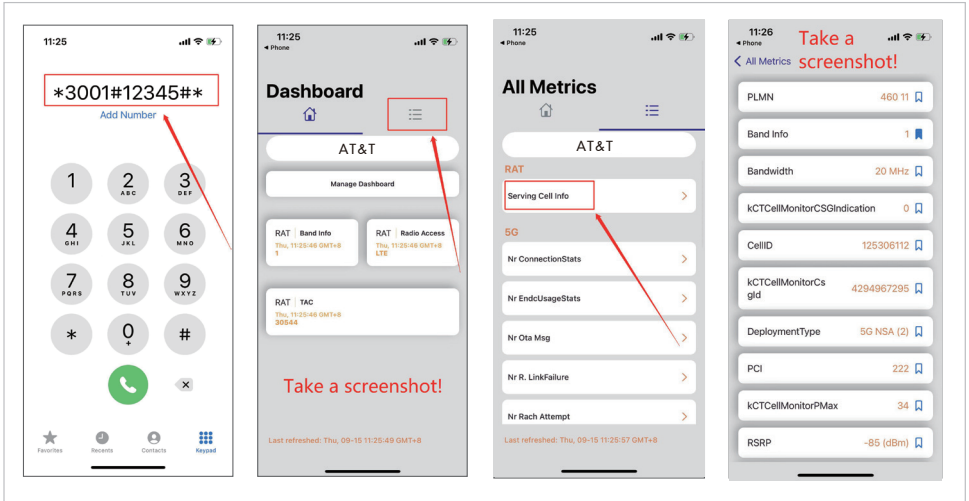 11:25
*3001#12345#*
Add Number
1
2
ABC
3
DEF
4
GHI
5
JKL
6
MNO
7
PQRS
8
TUV
9
WXYZ
*
0
+
#
Favorites
Recents
Contacts
Keypad
11:25
◀ Phone
Dashboard
AT&T
Manage Dashboard
RAT | Band Info
Thu, 11:25:46 GMT+8
1
RAT | Radio Access
Thu, 11:25:46 GMT+8
LTE
RAT | TAC
Thu, 11:25:46 GMT+8
30544
Take a screenshot!
Last refreshed: Thu, 09-15 11:25:49 GMT+8
11:25
◀ Phone
All Metrics
AT&T
RAT
Serving Cell Info
5G
Nr ConnectionStats
Nr EndcUsageStats
Nr Ota Msg
Nr R. LinkFailure
Nr Rach Attempt
Last refreshed: Thu, 09-15 11:25:57 GMT+8
11:26
◀ Phone
Take a
screenshot!
All Metrics
PLMN 460 11
Band Info 1
Bandwidth 20 MHz
kCTCellMonitorCSGIndication 0
CellID 125306112
kCTCellMonitorCs
gId 4294967295
DeploymentType 5G NSA (2)
PCI 222
kCTCellMonitorPMax 34
RSRP -85 (dBm)